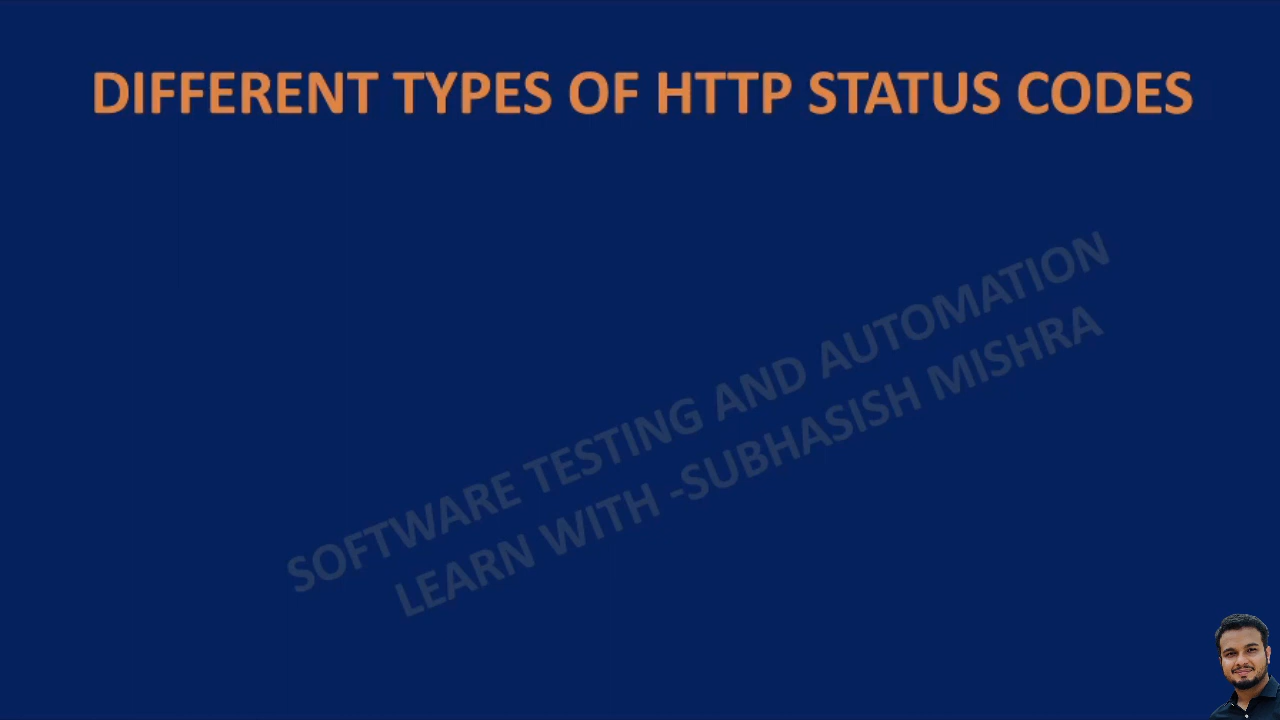 DIFFERENT TYPES OF HTTP STATUS CODES
SOFTWARE TESTING AND AUTOMATION
LEARN WITH -SUBHASISH MISHRA